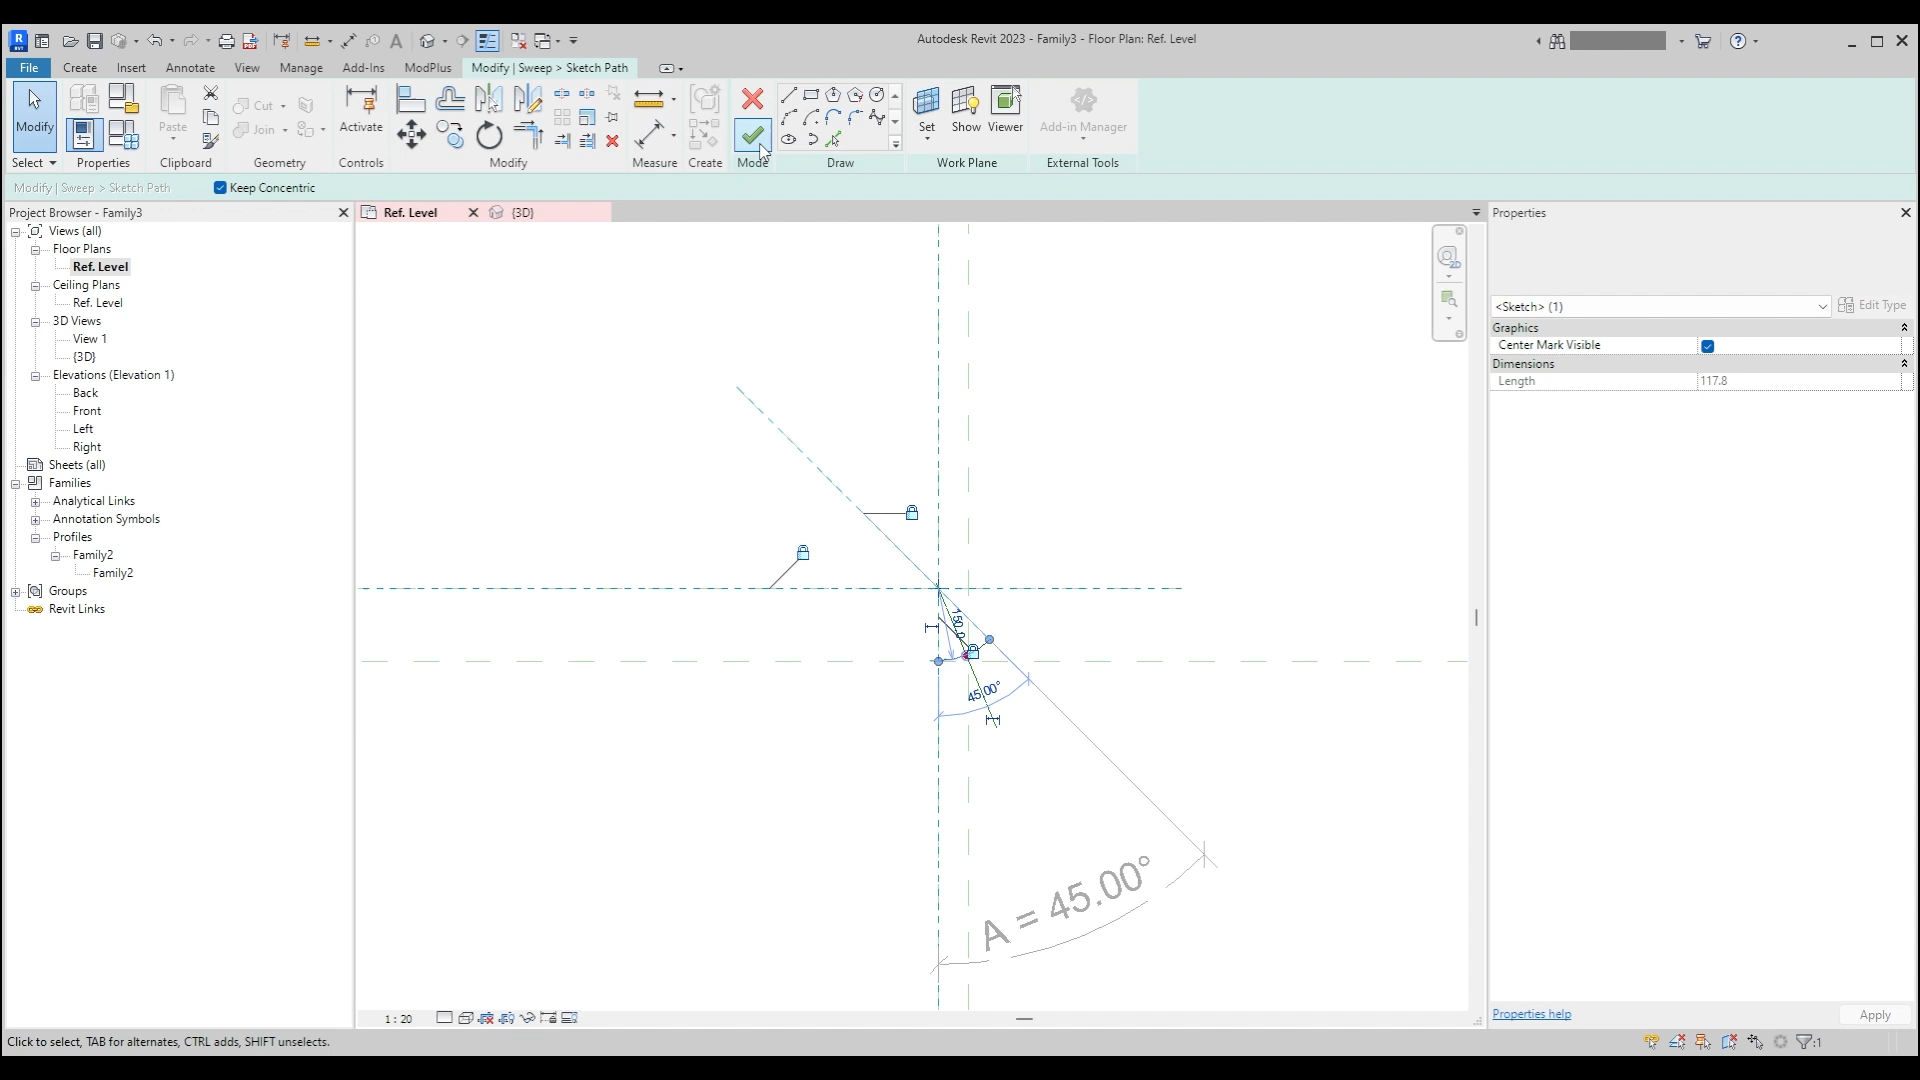 Autodesk Revit 2023 - Family3 - Floor Plan: Ref. Level
File
Create
Insert
Annotate
View
Manage
Add-Ins
ModPlus
Modify | Sweep > Sketch Path
Modify
Paste
Cut
Join
Activate
Set
Show
Viewer
Add-in Manager
Select
Properties
Clipboard
Geometry
Controls
Modify
Measure
Create
Mode
Draw
Work Plane
External Tools
Modify | Sweep > Sketch Path
Keep Concentric
Project Browser - Family3
Views (all)
Floor Plans
Ref. Level
Ceiling Plans
Ref. Level
3D Views
View 1
{3D}
Elevations (Elevation 1)
Back
Front
Left
Right
Sheets (all)
Families
Analytical Links
Annotation Symbols
Profiles
Family2
Family2
Groups
Revit Links
Ref. Level
{3D}
2D
150.0
45.00°
A = 45.00°
1 : 20
Properties
<Sketch> (1)
Edit Type
Graphics
Center Mark Visible
Dimensions
Length
117.8
Properties help
Apply
Click to select, TAB for alternates, CTRL adds, SHIFT unselects.
:1